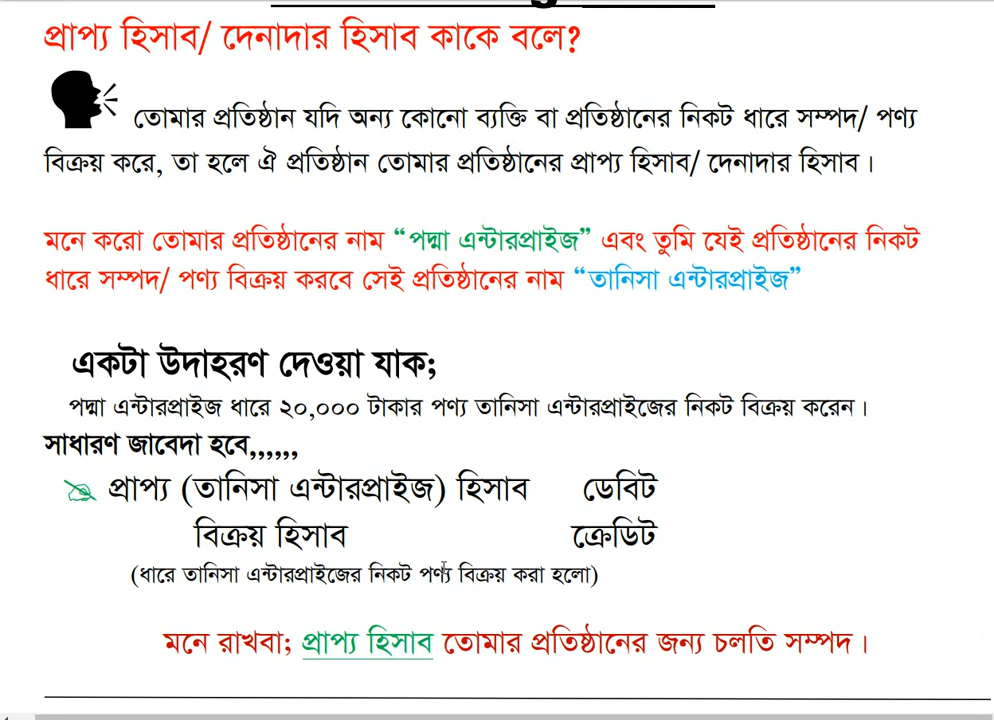 প্রাপ্য হিসাব/ দেনাদার হিসাব কাকে বলে?
তোমার প্রতিষ্ঠান যদি অন্য কোনো ব্যক্তি বা প্রতিষ্ঠানের নিকট ধারে সম্পদ/ পণ্য
বিক্রয় করে, তা হলে ঐ প্রতিষ্ঠান তোমার প্রতিষ্ঠানের প্রাপ্য হিসাব/ দেনাদার হিসাব।
মনে করো তোমার প্রতিষ্ঠানের নাম “পদ্মা এন্টারপ্রাইজ” এবং তুমি যেই প্রতিষ্ঠানের নিকট
ধারে সম্পদ/ পণ্য বিক্রয় করবে সেই প্রতিষ্ঠানের নাম “তানিসা এন্টারপ্রাইজ”
একটা উদাহরণ দেওয়া যাক;
পদ্মা এন্টারপ্রাইজ ধারে ২০,০০০ টাকার পণ্য তানিসা এন্টারপ্রাইজের নিকট বিক্রয় করেন।
সাধারণ জাবেদা হবে,,,,,,
প্রাপ্য (তানিসা এন্টারপ্রাইজ) হিসাব ডেবিট
বিক্রয় হিসাব ক্রেডিট
(ধারে তানিসা এন্টারপ্রাইজের নিকট পণ্য বিক্রয় করা হলো)
মনে রাখবা; প্রাপ্য হিসাব তোমার প্রতিষ্ঠানের জন্য চলতি সম্পদ।